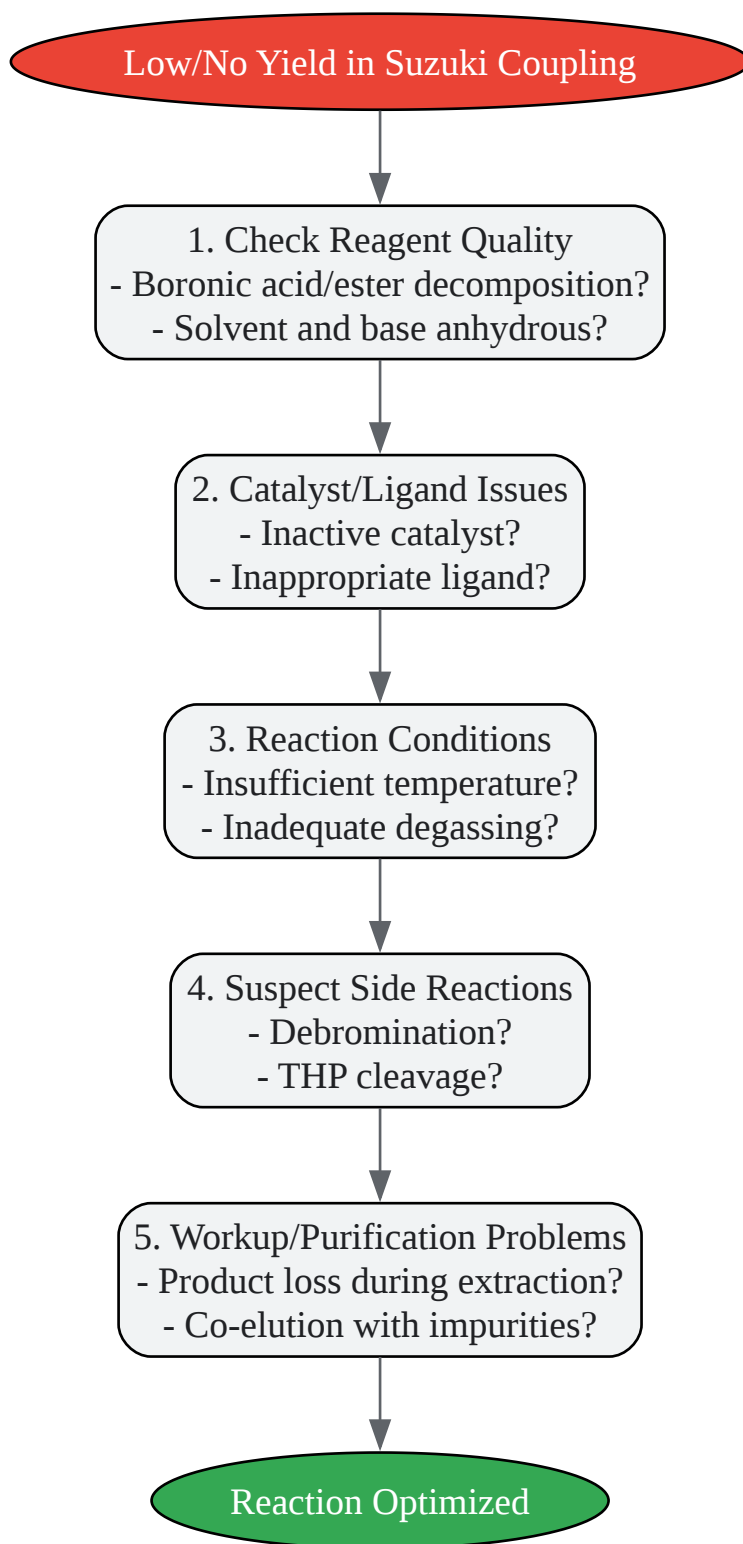 Low/No Yield in Suzuki Coupling
1. Check Reagent Quality
- Boronic acid/ester decomposition?
- Solvent and base anhydrous?
2. Catalyst/Ligand Issues
- Inactive catalyst?
- Inappropriate ligand?
3. Reaction Conditions
- Insufficient temperature?
- Inadequate degassing?
4. Suspect Side Reactions
- Debromination?
- THP cleavage?
5. Workup/Purification Problems
- Product loss during extraction?
- Co-elution with impurities?
Reaction Optimized